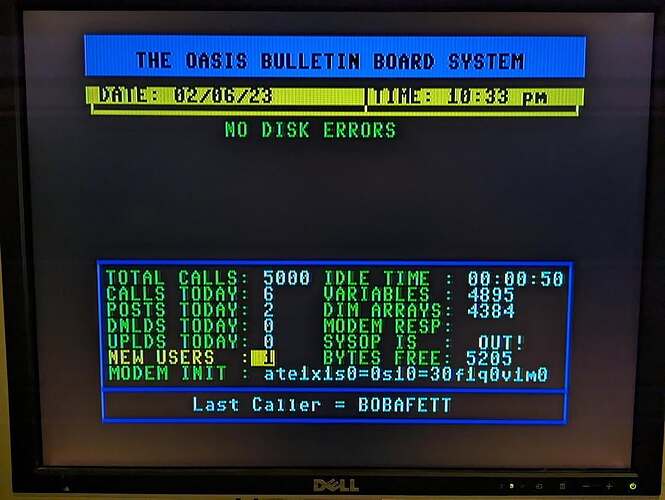 THE OASIS BULLETIN BOARD SYSTEM
DATE: 02/06/23 TIME: 10:33 pm
NO DISK ERRORS
TOTAL CALLS: 5000 IDLE TIME : 00:00:50
CALLS TODAY: 6 VARIABLES : 4895
POSTS TODAY: 2 DIM ARRAYS: 4384
DNLDS TODAY: 0 MODEM RESP:
UPLDS TODAY: 0 SYSOP IS : OUT!
NEW USERS : 1 BYTES FREE: 5205
MODEM INIT : ate1x1s0=0s10=30f1q0v1m0
Last Caller = BOBAFETT
DELL